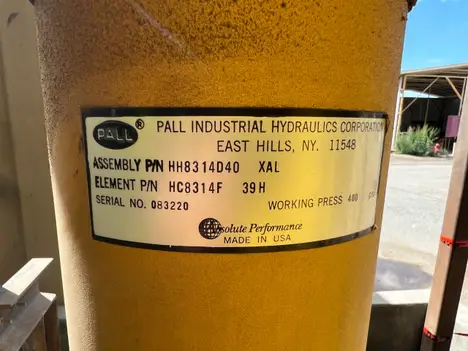 PALL ® PALL INDUSTRIAL HYDRAULICS CORPORATION
EAST HILLS, NY. 11548
ASSEMBLY P/N HH8314D40 XAL
ELEMENT P/N HC8314F 39H
SERIAL NO. 083220 WORKING PRESS 400 psi
Absolute Performance
MADE IN USA